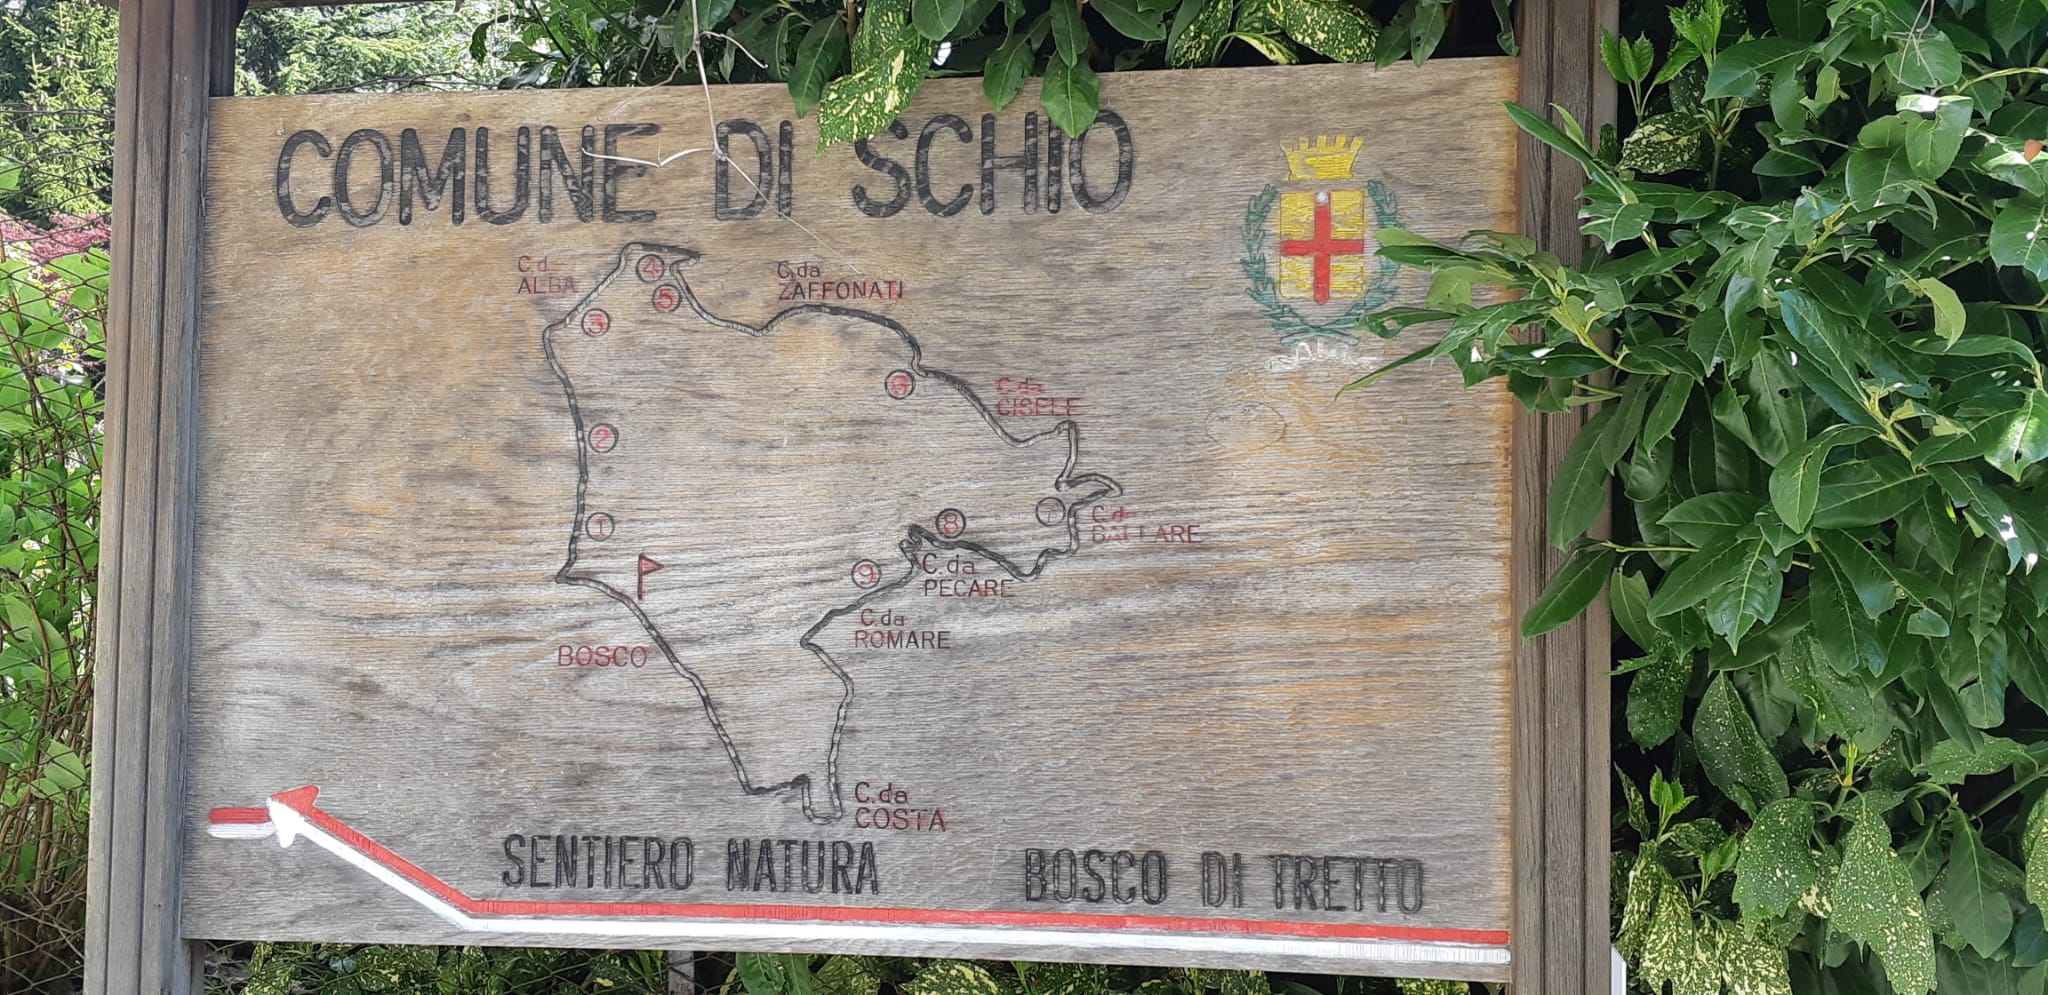 COMUNE DI SCHIO
C.da
ALBA
4
C.da
ZAFFONATI
5
3
6
C.da
CISELE
2
1
7
C.da
BALLARE
8
9
C.da
PECARE
C.da
ROMARE
BOSCO
C.da
COSTA
SENTIERO NATURA
BOSCO DI TRETTO